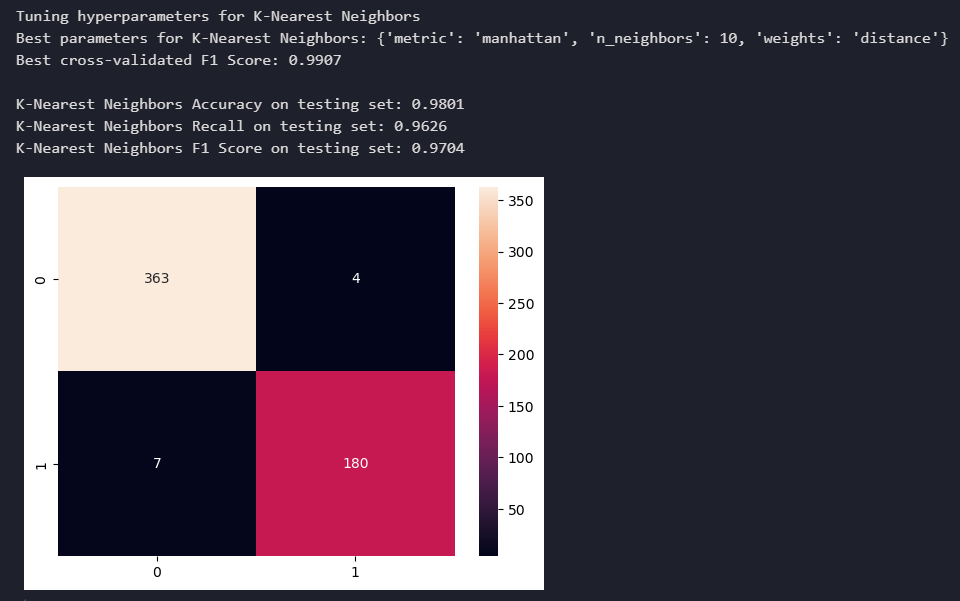 Tuning hyperparameters for K-Nearest Neighbors
Best parameters for K-Nearest Neighbors: {'metric': 'manhattan', 'n_neighbors': 10, 'weights': 'distance'}
Best cross-validated F1 Score: 0.9907
K-Nearest Neighbors Accuracy on testing set: 0.9801
K-Nearest Neighbors Recall on testing set: 0.9626
K-Nearest Neighbors F1 Score on testing set: 0.9704
350
300
250
200
150
100
50
0
363
4
1
7
180
0
1